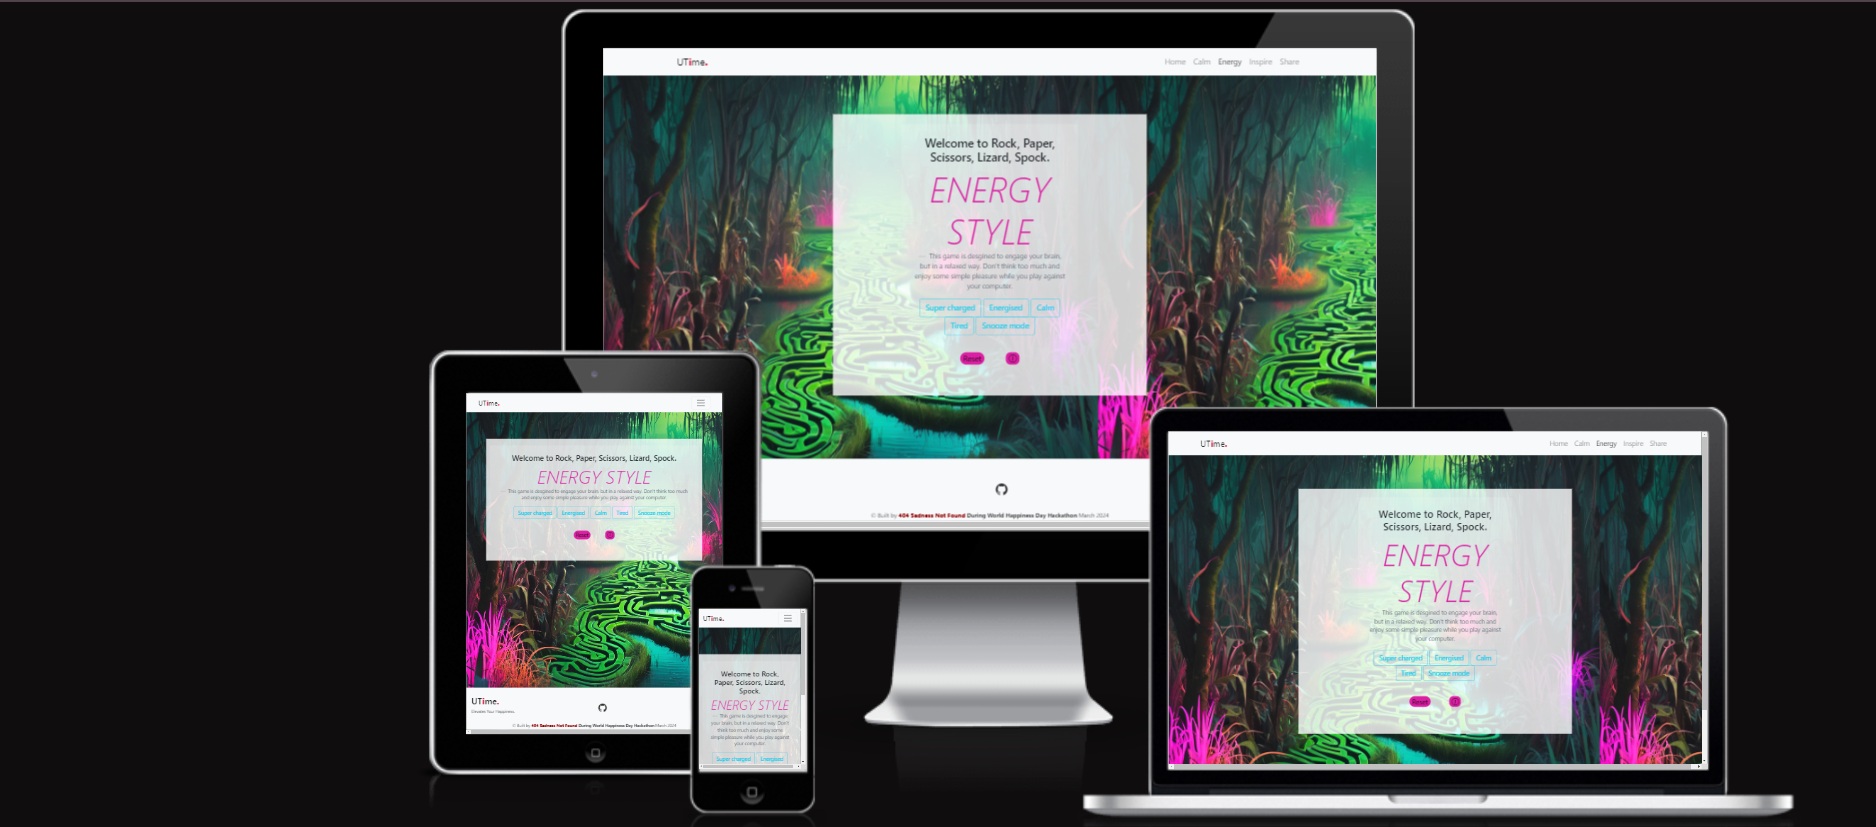 UTime.
Home Calm Energy Inspire Share
Welcome to Rock, Paper,
Scissors, Lizard, Spock.
ENERGY
STYLE
— This game is desgined to engage your brain,
but in a relaxed way. Don't think too much and
enjoy some simple pleasure while you play against
your computer.
Super charged Energised Calm
Tired Snooze mode
Reset
© Built by 404 Sadness Not Found During World Happiness Day Hackathon March 2024
UTime.
Welcome to Rock, Paper, Scissors, Lizard, Spock.
ENERGY STYLE
— This game is desgined to engage your brain, but in a relaxed way. Don't think too much
and enjoy some simple pleasure while you play against your computer.
Super charged Energised Calm Tired Snooze mode
Reset
UTime.
Elevates Your Happiness.
© Built by 404 Sadness Not Found During World Happiness Day Hackathon March 2024
UTime.
Welcome to Rock,
Paper, Scissors, Lizard,
Spock.
ENERGY STYLE
— This game is desgined to engage
your brain, but in a relaxed way. Don't
think too much and enjoy some
simple pleasure while you play against
your computer.
Super charged Energised
UTime.
Home Calm Energy Inspire Share
Welcome to Rock, Paper,
Scissors, Lizard, Spock.
ENERGY
STYLE
— This game is desgined to engage your brain,
but in a relaxed way. Don't think too much and
enjoy some simple pleasure while you play against
your computer.
Super charged Energised Calm
Tired Snooze mode
Reset